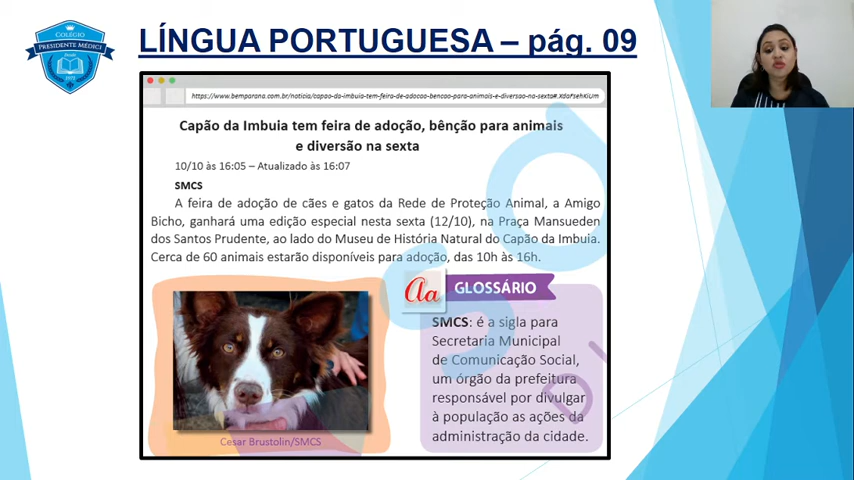 COLÉGIO
PRESIDENTE MÉDICI
LÍNGUA PORTUGUESA – pág. 09
https://www.bemparana.com.br/noticia/capao-da-imbuia-tem-feira-de-adocao-bencao-para-animais-e-diversao-na-sexta#.XdaFsehKiUm
Capão da Imbuia tem feira de adoção, bênção para animais
e diversão na sexta
10/10 às 16:05 – Atualizado às 16:07
SMCS
A feira de adoção de cães e gatos da Rede de Proteção Animal, a Amigo
Bicho, ganhará uma edição especial nesta sexta (12/10), na Praça Mansueden
dos Santos Prudente, ao lado do Museu de História Natural do Capão da Imbuia.
Cerca de 60 animais estarão disponíveis para adoção, das 10h às 16h.
Aa GLOSSÁRIO
SMCS: é a sigla para
Secretaria Municipal
de Comunicação Social,
um órgão da prefeitura
responsável por divulgar
à população as ações da
administração da cidade.
Cesar Brustolin/SMCS